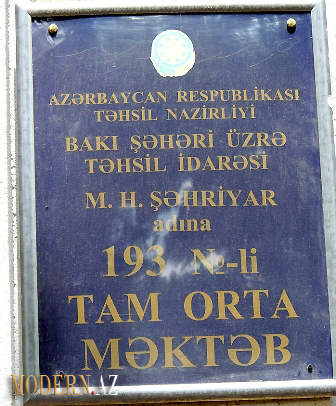 AZƏRBAYCAN RESPUBLİKASI
TƏHSİL NAZİRLİYİ
BAKI ŞƏHƏRİ ÜZRƏ
TƏHSİL İDARƏSİ
M. H. ŞƏHRİYAR
adına
193 №-li
TAM ORTA
MƏKTƏB
MODERN.AZ